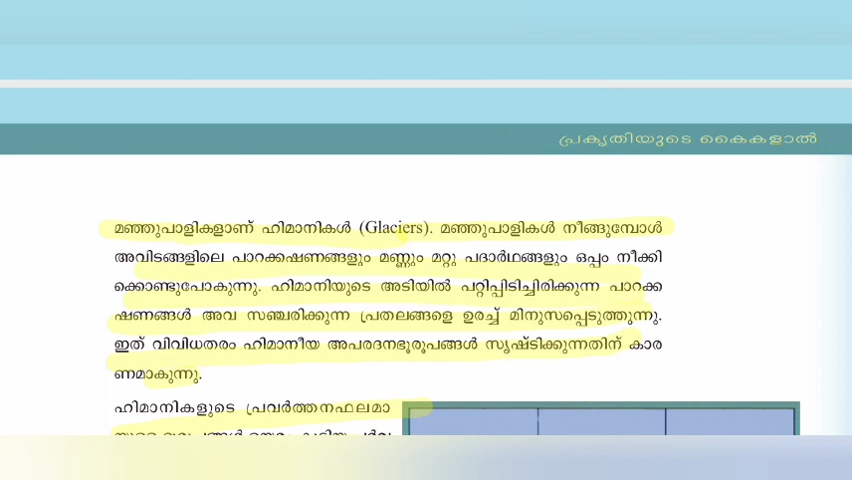 പ്രകൃതിയുടെ കൈകളാൽ
മഞ്ഞുപാളികളാണ് ഹിമാനികൾ (Glaciers). മഞ്ഞുപാളികൾ നീങ്ങുമ്പോൾ
അവിടങ്ങളിലെ പാറക്കഷണങ്ങളും മണ്ണും മറ്റു പദാർഥങ്ങളും ഒപ്പം നീക്കി
ക്കൊണ്ടുപോകുന്നു. ഹിമാനിയുടെ അടിയിൽ പറ്റിപ്പിടിച്ചിരിക്കുന്ന പാറക്ക
ഷണങ്ങൾ അവ സഞ്ചരിക്കുന്ന പ്രതലങ്ങളെ ഉരച്ച് മിനുസപ്പെടുത്തുന്നു.
ഇത് വിവിധതരം ഹിമാനീയ അപരദനഭൂരൂപങ്ങൾ സൃഷ്ടിക്കുന്നതിന് കാര
ണമാകുന്നു.
ഹിമാനികളുടെ പ്രവർത്തനഫലമാ